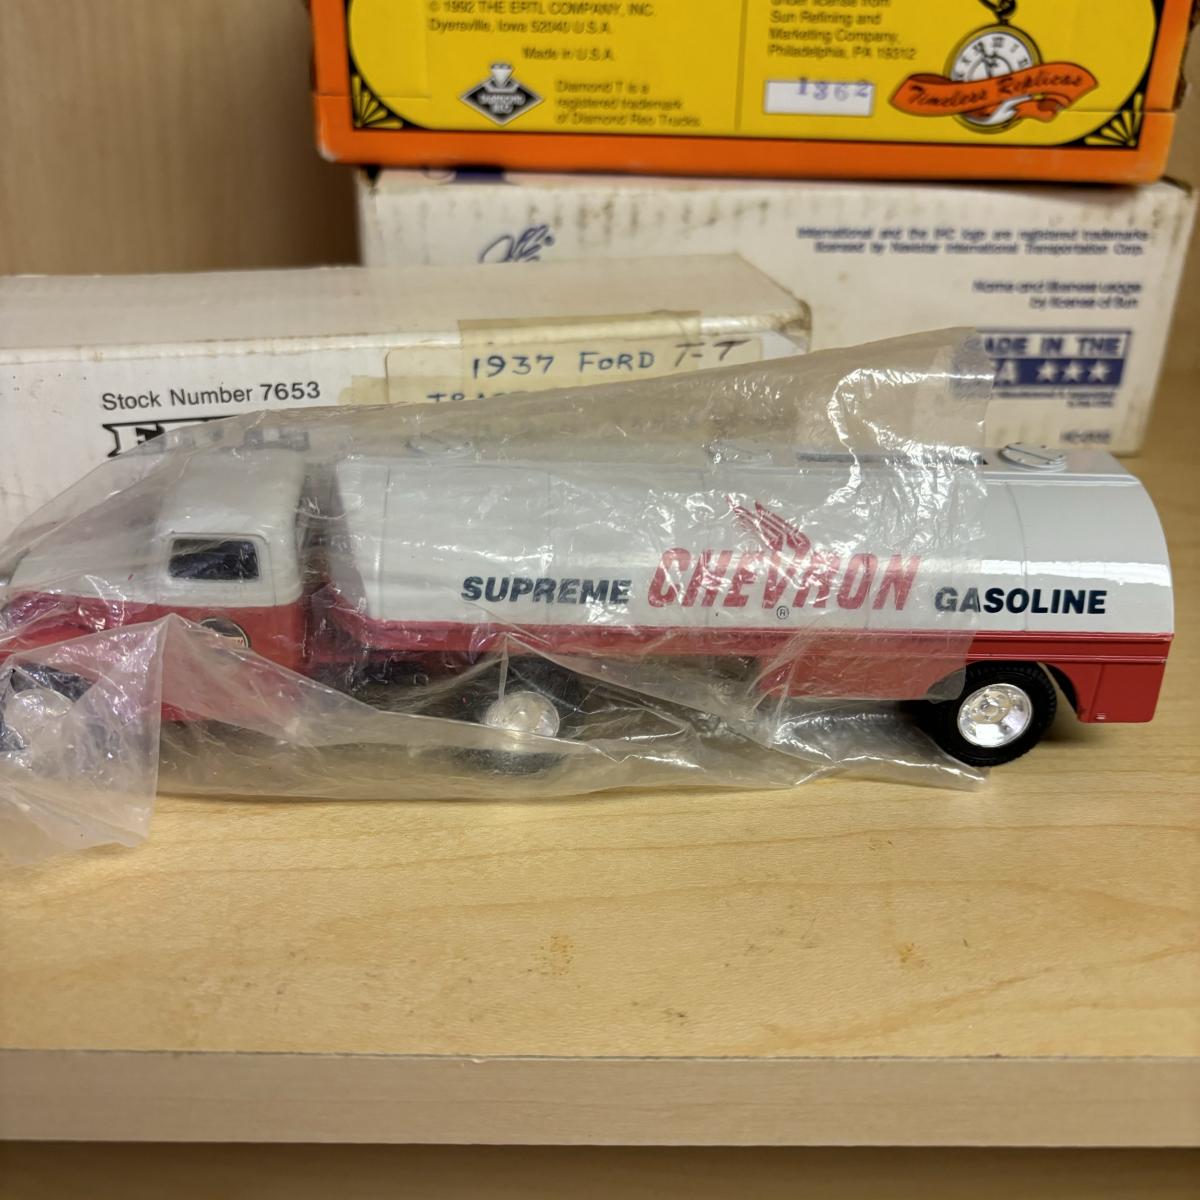 © 1992 THE ERTL COMPANY, INC.
Dyersville, Iowa 52040 U.S.A.
Made in U.S.A.
Diamond T is a
registered trademark
of Diamond Reo Trucks
under license from
Sun Refining and
Marketing Company,
Philadelphia, PA 19312
1362
Timeless Replicas
International and the IHC logo are registered trademarks
licensed by Navistar International Transportation Corp.
Name and likeness usage
by license of Sun
MADE IN THE
Stock Number 7653
1937 FORD T-T
SUPREME CHEVRON GASOLINE
®